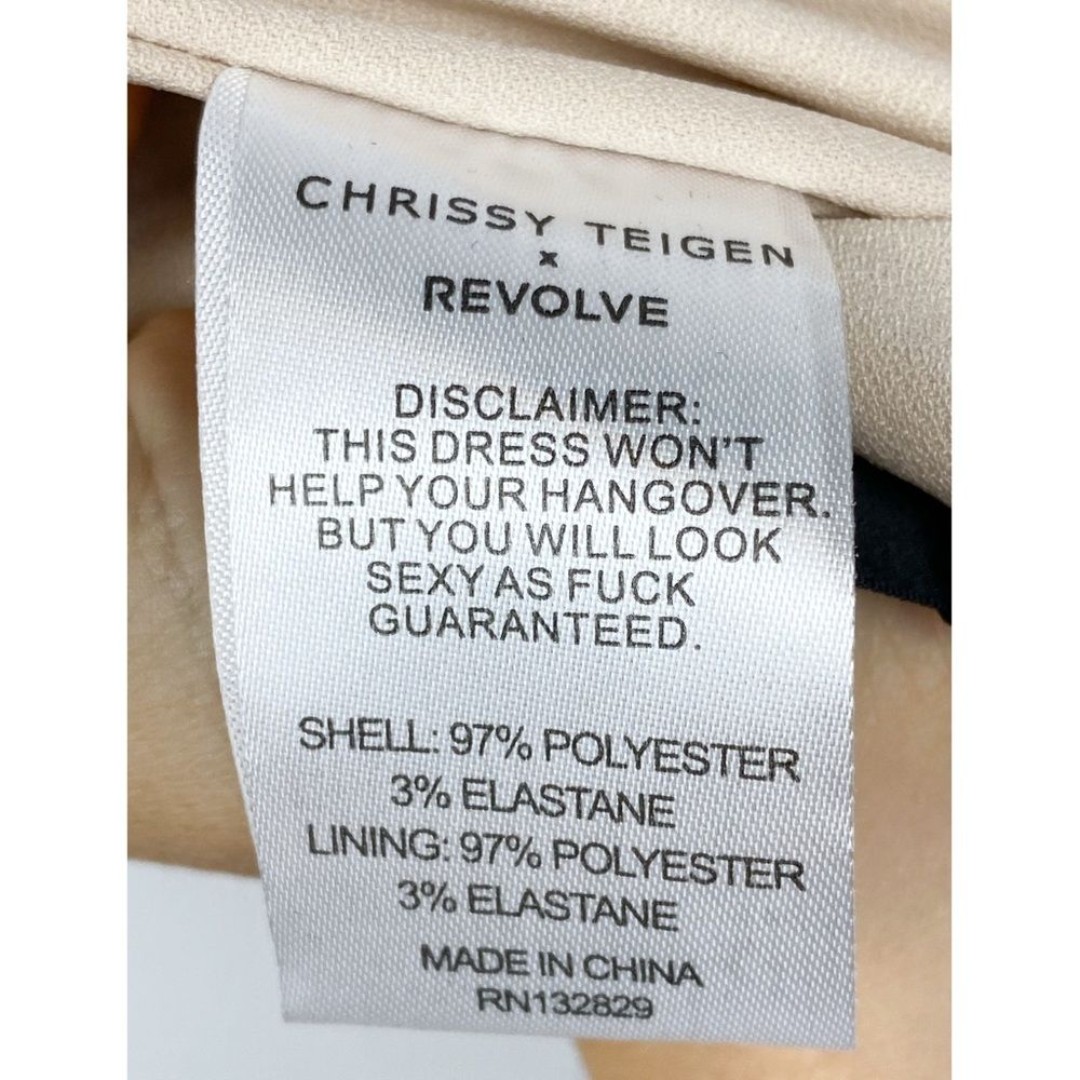 CHRISSY TEIGEN
x
REVOLVE
DISCLAIMER:
THIS DRESS WON'T
HELP YOUR HANGOVER.
BUT YOU WILL LOOK
SEXY AS FUCK
GUARANTEED.
SHELL: 97% POLYESTER
3% ELASTANE
LINING: 97% POLYESTER
3% ELASTANE
MADE IN CHINA
RN132829